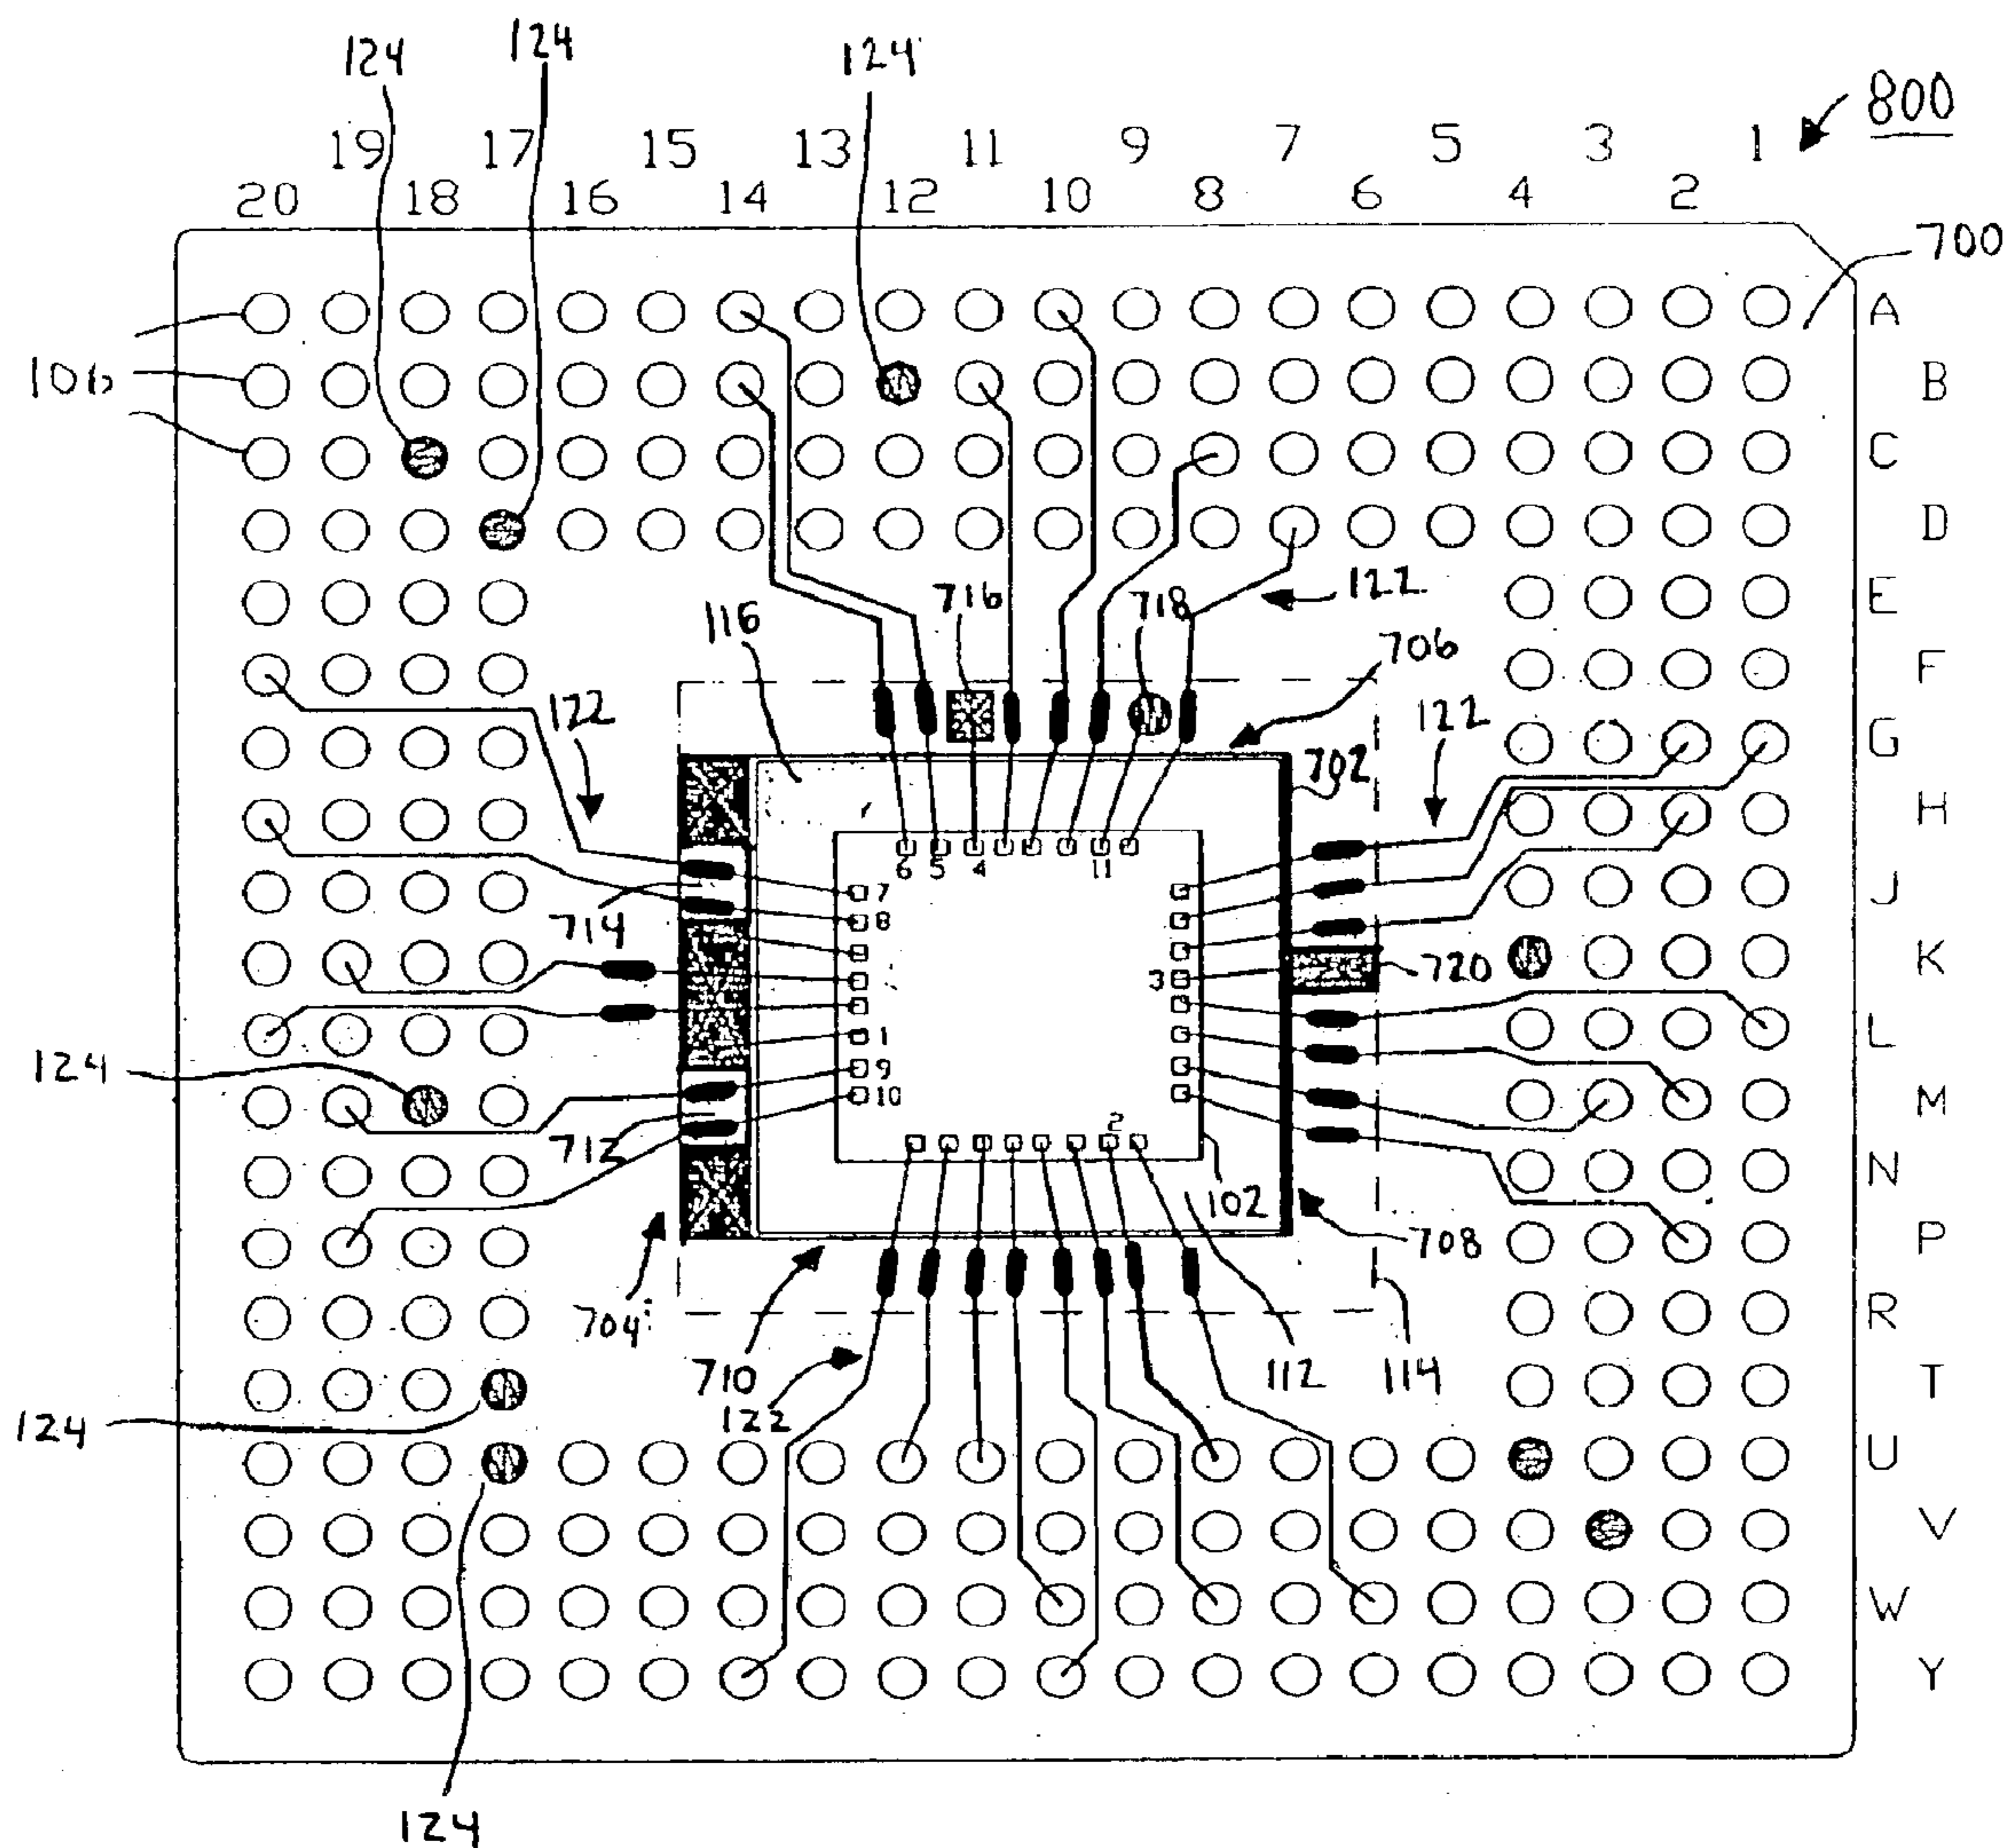 124 124 124
800
19 17 15 13 11 9 7 5 3 1
20 18 16 14 12 10 8 6 4 2
700
A
106 B
C
D
716 718 122 E
116 706 F
122 122 G
702
H
6 5 4 11
7 J
714 8
3 720 K
1 L
124 9
10 M
712 2
102 N
708 P
704 R
710 112 114 T
122
124 U
V
W
Y
124